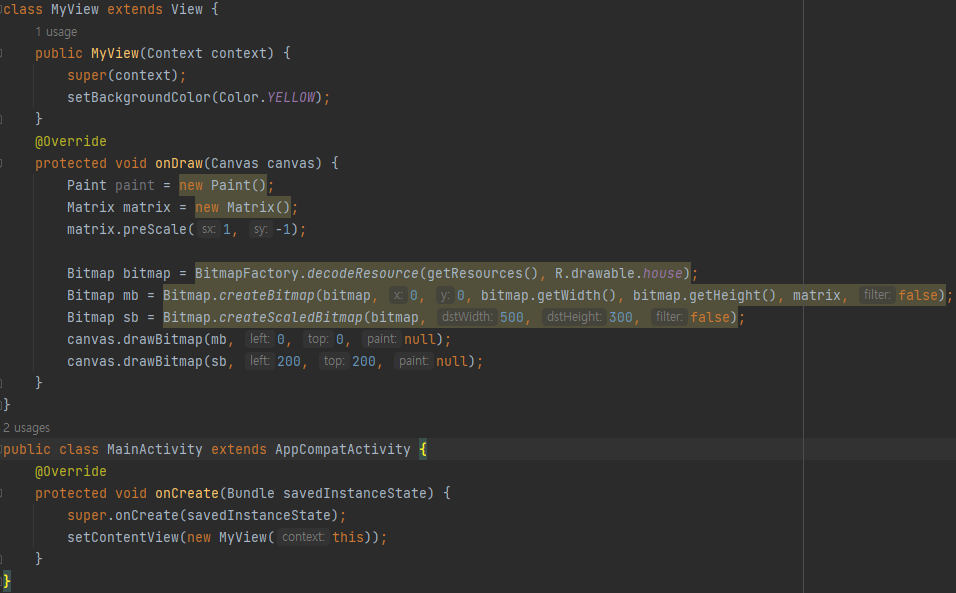 class MyView extends View {
1 usage
public MyView(Context context) {
super(context);
setBackgroundColor(Color.YELLOW);
}
@Override
protected void onDraw(Canvas canvas) {
Paint paint = new Paint();
Matrix matrix = new Matrix();
matrix.preScale( sx: 1, sy: -1);
Bitmap bitmap = BitmapFactory.decodeResource(getResources(), R.drawable.house);
Bitmap mb = Bitmap.createBitmap(bitmap, x: 0, y: 0, bitmap.getWidth(), bitmap.getHeight(), matrix, filter: false);
Bitmap sb = Bitmap.createScaledBitmap(bitmap, dstWidth: 500, dstHeight: 300, filter: false);
canvas.drawBitmap(mb, left: 0, top: 0, paint: null);
canvas.drawBitmap(sb, left: 200, top: 200, paint: null);
}
}
2 usages
public class MainActivity extends AppCompatActivity {
@Override
protected void onCreate(Bundle savedInstanceState) {
super.onCreate(savedInstanceState);
setContentView(new MyView( context: this));
}
}